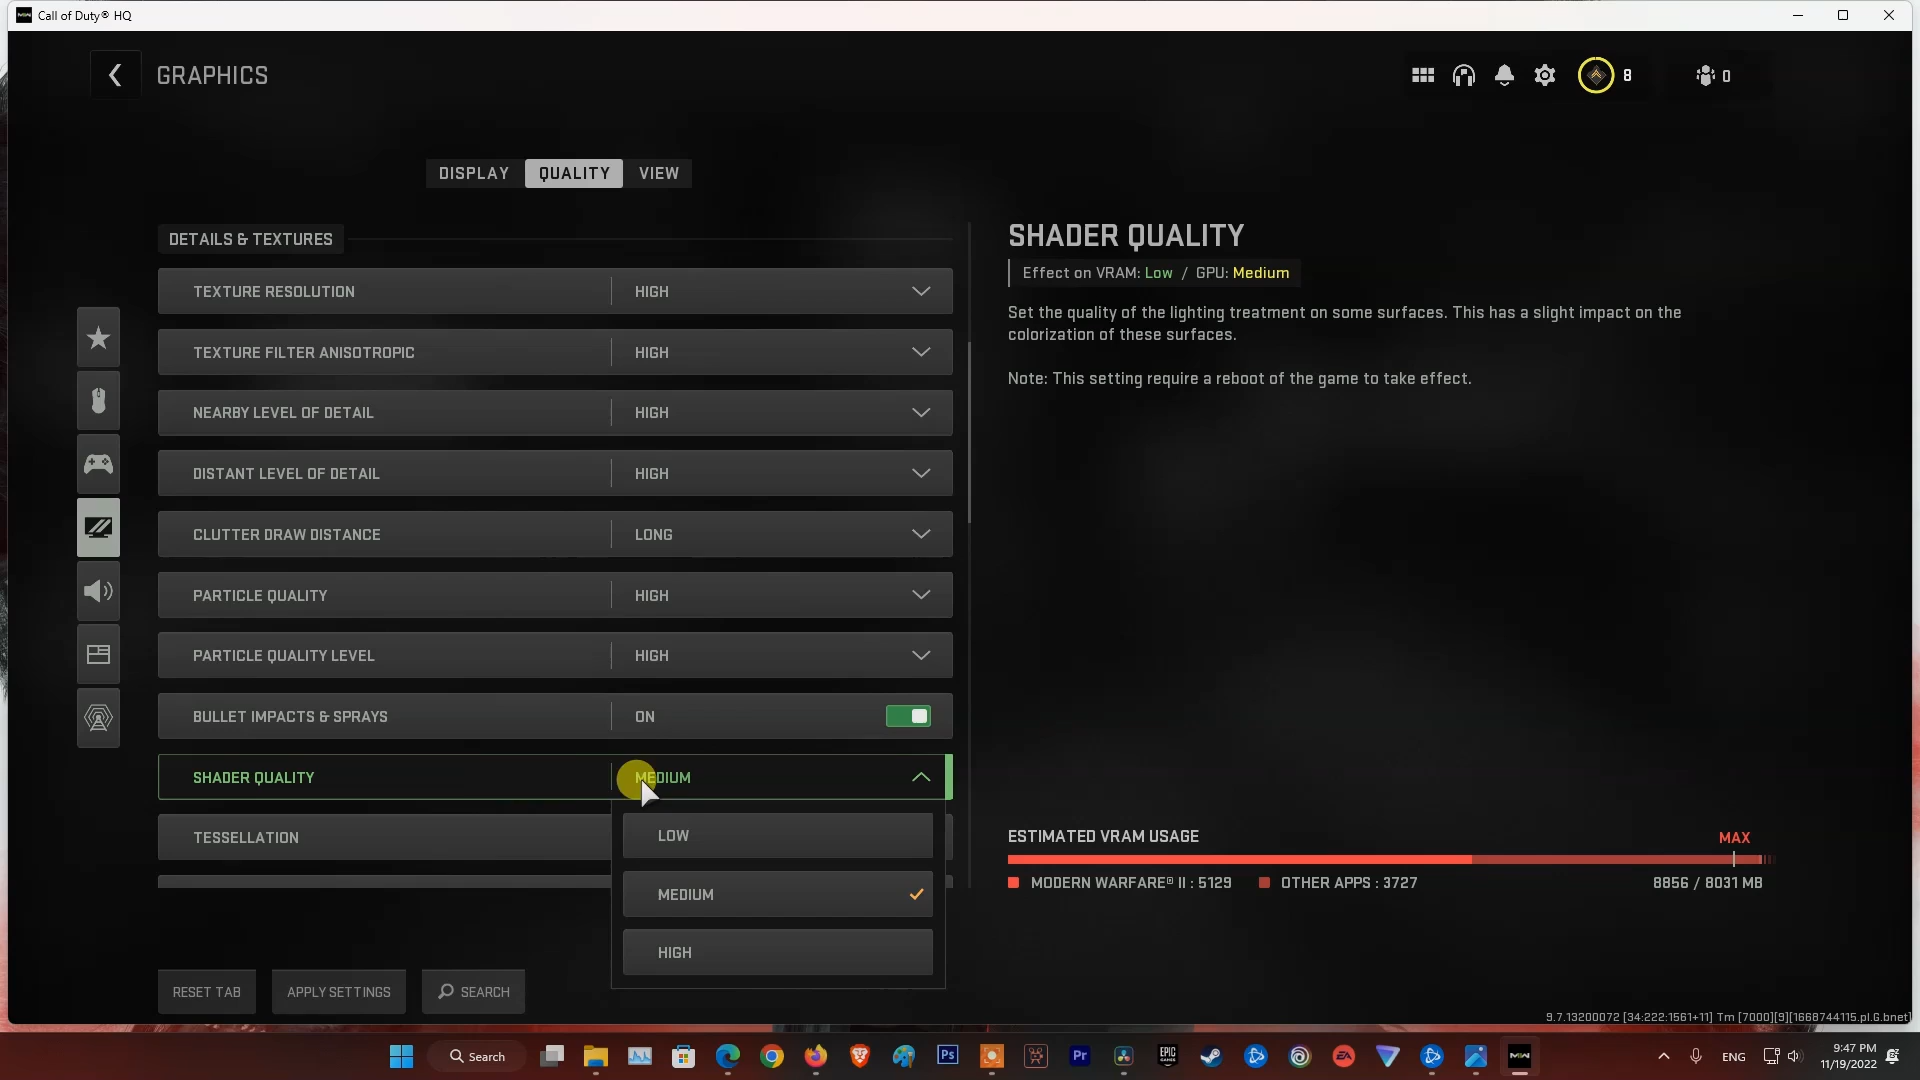 Call of Duty® HQ
GRAPHICS
8
0
DISPLAY
QUALITY
VIEW
DETAILS & TEXTURES
TEXTURE RESOLUTION HIGH
TEXTURE FILTER ANISOTROPIC HIGH
NEARBY LEVEL OF DETAIL HIGH
DISTANT LEVEL OF DETAIL HIGH
CLUTTER DRAW DISTANCE LONG
PARTICLE QUALITY HIGH
PARTICLE QUALITY LEVEL HIGH
BULLET IMPACTS & SPRAYS ON
SHADER QUALITY MEDIUM
TESSELLATION
LOW
MEDIUM
HIGH
SHADER QUALITY
Effect on VRAM: Low / GPU: Medium
Set the quality of the lighting treatment on some surfaces. This has a slight impact on the
colorization of these surfaces.
Note: This setting require a reboot of the game to take effect.
ESTIMATED VRAM USAGE
MAX
MODERN WARFARE® II : 5129 OTHER APPS : 3727 8856 / 8031 MB
RESET TAB
APPLY SETTINGS
SEARCH
9.7.13200072 [34:222:1561+11] Tm [7000][9][1668744115.pl.G.bnet]
Search
Ps
Pr
EPIC
GAMES
EA
ENG
9:47 PM
11/19/2022